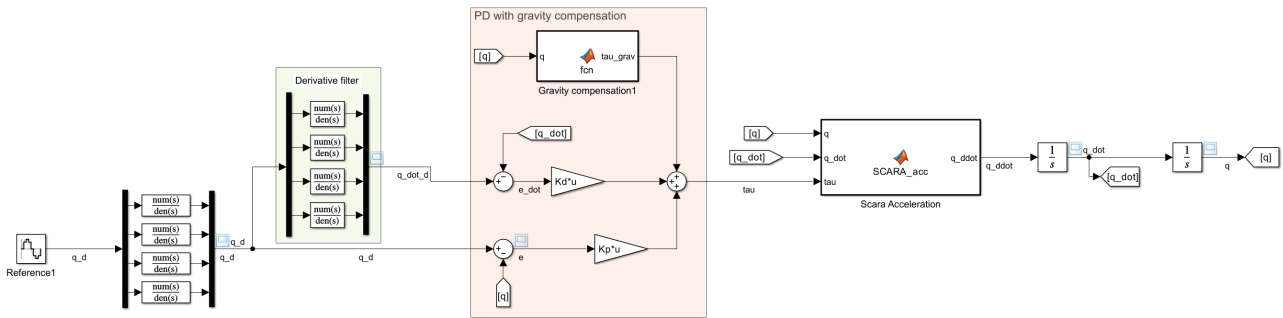 PD with gravity compensation
[q]
q
fcn
tau_grav
Gravity compensation1
Derivative filter
num(s)
den(s)
num(s)
den(s)
num(s)
den(s)
num(s)
den(s)
q_dot_d
[q_dot]
+
−
e_dot
Kd*u
+
+
+
tau
[q]
[q_dot]
q
q_dot
tau
SCARA_acc
q_ddot
Scara Acceleration
q_ddot
1
s
q_dot
[q_dot]
1
s
q
[q]
Reference1
q_d
num(s)
den(s)
num(s)
den(s)
num(s)
den(s)
num(s)
den(s)
q_d
q_d
q_d
+
−
e
[q]
Kp*u